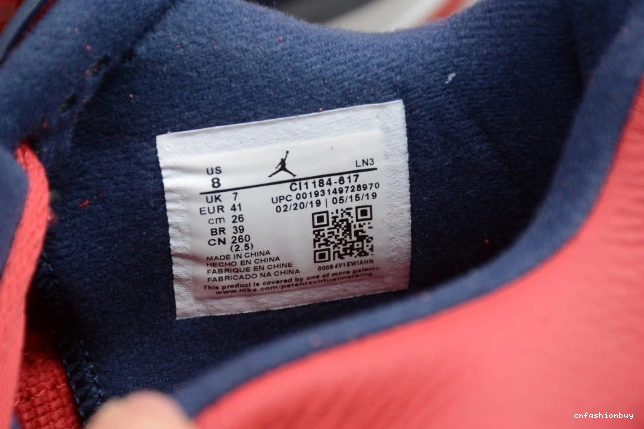 US
8
LN3
UK 7
EUR 41
cm 26
BR 39
CN 260
(2.5)
CI1184-617
UPC 00193149728970
02/20/19 | 05/15/19
MADE IN CHINA
HECHO EN CHINA
FABRIQUE EN CHINE
FABRICADO NA CHINA
This product is covered by one of more patents
cnfashionbuy